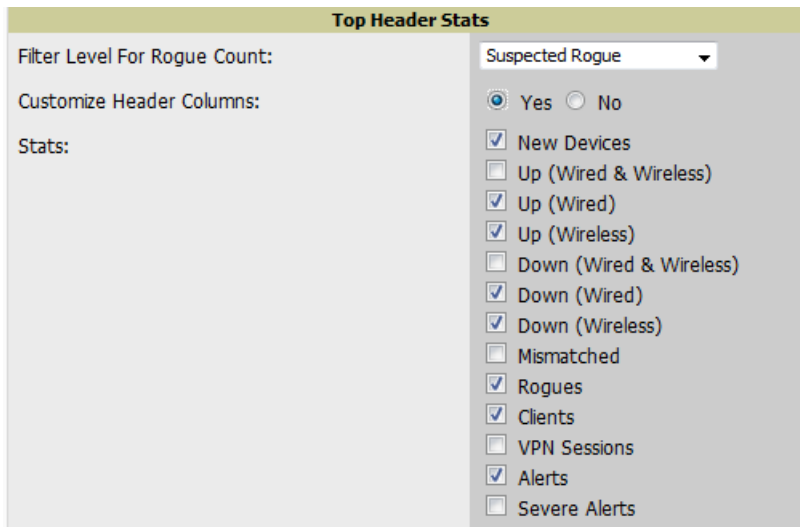 Top Header Stats
Filter Level For Rogue Count: Suspected Rogue
Customize Header Columns: Yes No
Stats: New Devices
Up (Wired & Wireless)
Up (Wired)
Up (Wireless)
Down (Wired & Wireless)
Down (Wired)
Down (Wireless)
Mismatched
Rogues
Clients
VPN Sessions
Alerts
Severe Alerts